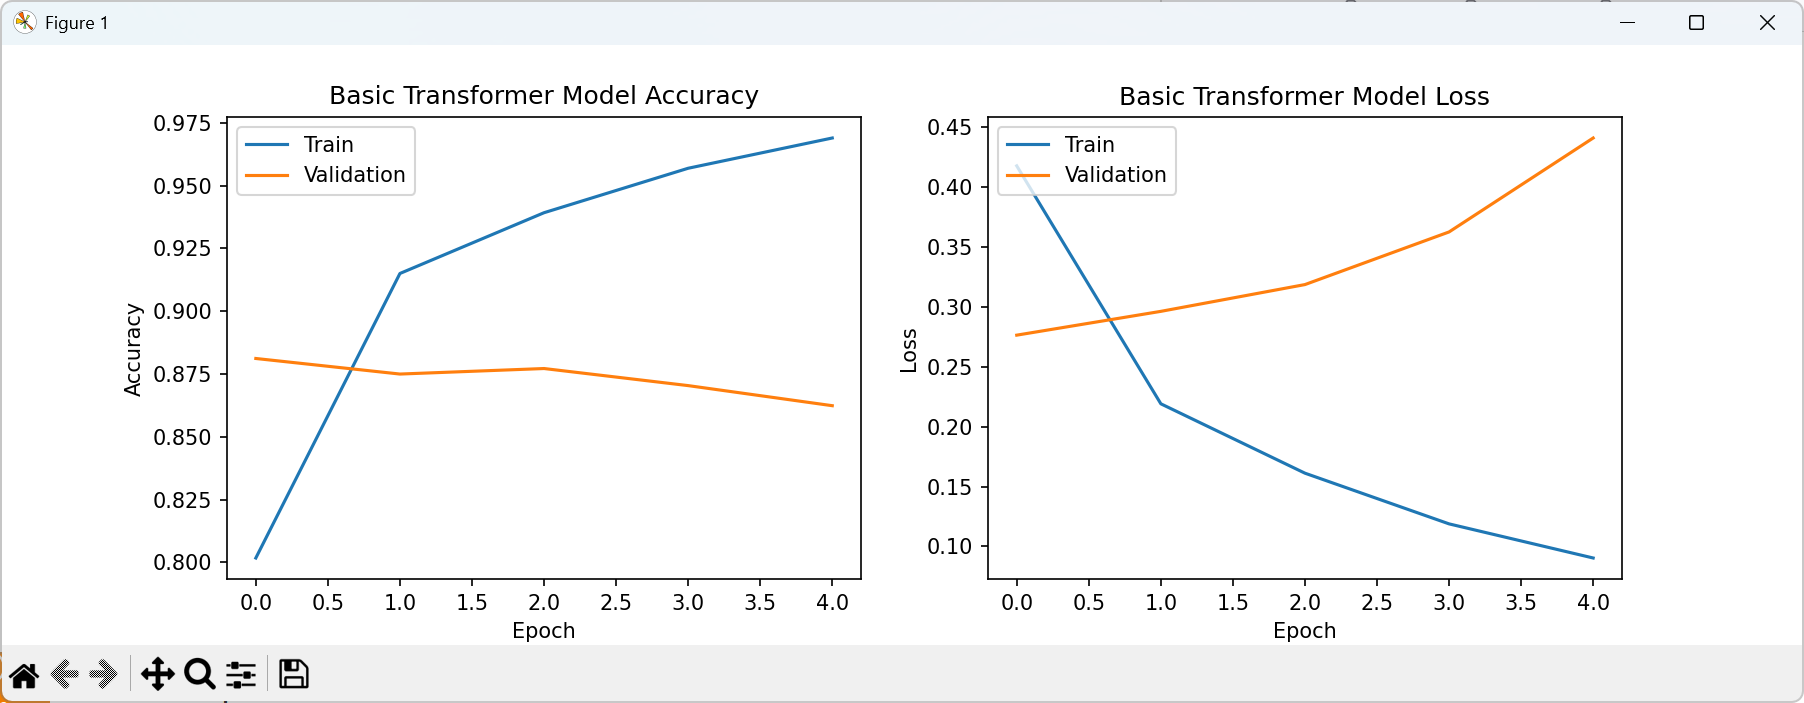 Figure 1
Basic Transformer Model Accuracy
Train
Validation
Accuracy
0.975
0.950
0.925
0.900
0.875
0.850
0.825
0.800
0.0 0.5 1.0 1.5 2.0 2.5 3.0 3.5 4.0
Epoch
Basic Transformer Model Loss
Train
Validation
Loss
0.45
0.40
0.35
0.30
0.25
0.20
0.15
0.10
0.0 0.5 1.0 1.5 2.0 2.5 3.0 3.5 4.0
Epoch